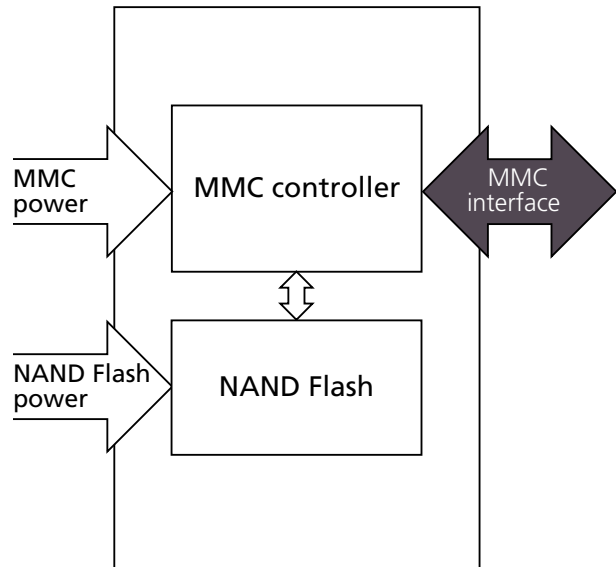 MMC
power
MMC controller
MMC
interface
NAND Flash
power
NAND Flash